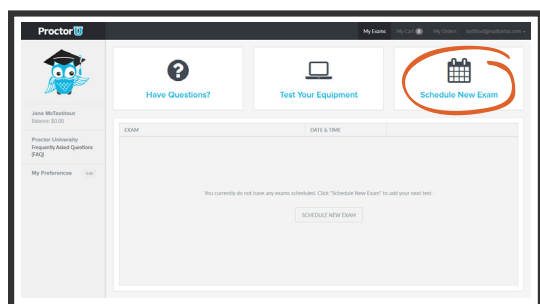 ProctorU
My Exams My Cart 0 My Orders
Have Questions?
Test Your Equipment
Schedule New Exam
Jana McTesttout
Balance: $0.00
Proctor University
Frequently Asked Questions
(FAQ)
My Preferences Edit
EXAM DATE & TIME
You currently do not have any exams scheduled. Click "Schedule New Exam" to add your next test.
SCHEDULE NEW EXAM